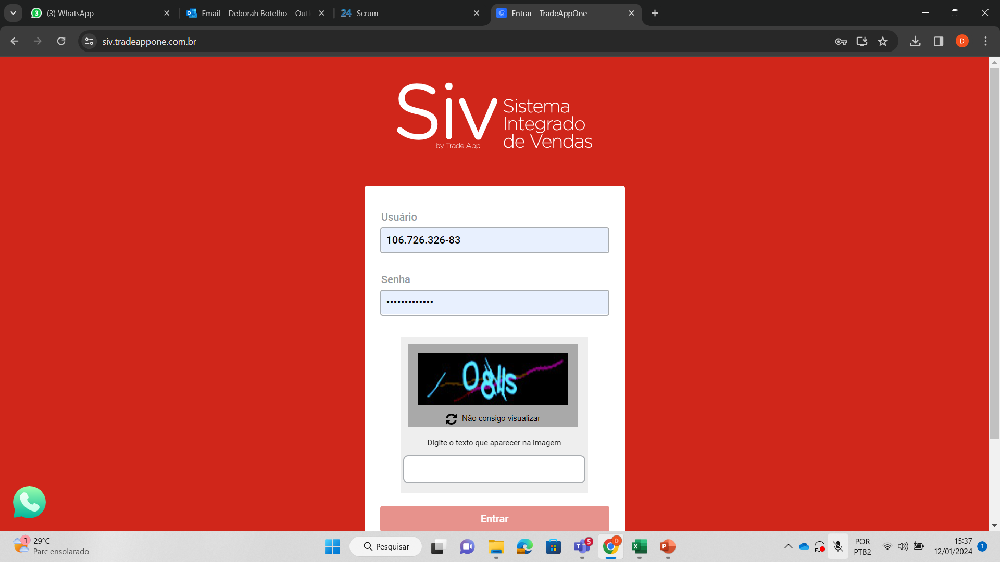 (3) WhatsApp
Email – Deborah Botelho – Out
24 Scrum
Entrar - TradeAppOne
siv.tradeappone.com.br
D
Siv
by Trade App
Sistema
Integrado
de Vendas
Usuário
106.726.326-83
Senha
Não consigo visualizar
Digite o texto que aparecer na imagem
Entrar
1
29°C
Parc ensolarado
Pesquisar
5
D
POR
PTB2
15:37
12/01/2024
1